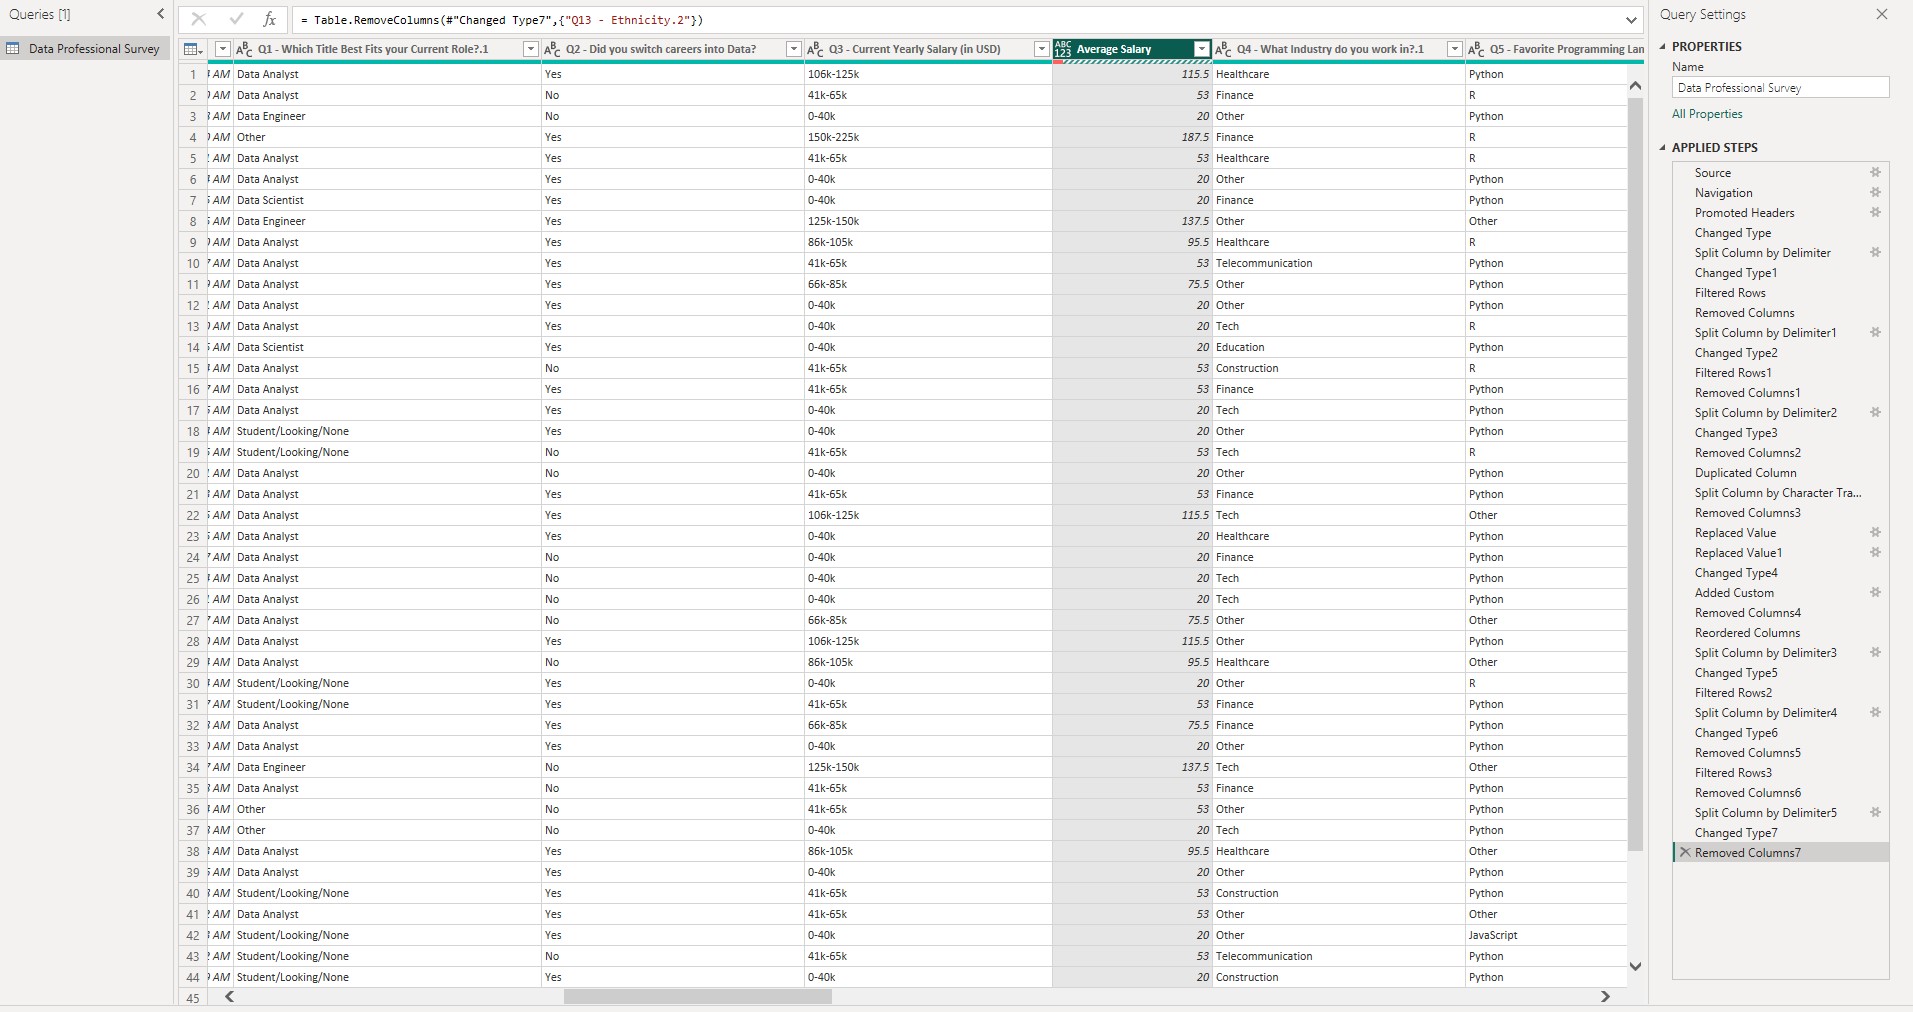 Queries [1]
Data Professional Survey
fx = Table.RemoveColumns(#"Changed Type7",{"Q13 - Ethnicity.2"})
Q1 - Which Title Best Fits your Current Role?.1 Q2 - Did you switch careers into Data? Q3 - Current Yearly Salary (in USD) Average Salary Q4 - What Industry do you work in?.1 Q5 - Favorite Programming Lan
1 AM Data Analyst Yes 106k-125k 115.5 Healthcare Python
2 AM Data Analyst No 41k-65k 53 Finance R
3 AM Data Engineer No 0-40k 20 Other Python
4 AM Other Yes 150k-225k 187.5 Finance R
5 AM Data Analyst Yes 41k-65k 53 Healthcare R
6 AM Data Analyst Yes 0-40k 20 Other Python
7 AM Data Scientist Yes 0-40k 20 Finance Python
8 AM Data Engineer Yes 125k-150k 137.5 Other Other
9 AM Data Analyst Yes 86k-105k 95.5 Healthcare R
10 AM Data Analyst Yes 41k-65k 53 Telecommunication Python
11 AM Data Analyst Yes 66k-85k 75.5 Other Python
12 AM Data Analyst Yes 0-40k 20 Other Python
13 AM Data Analyst Yes 0-40k 20 Tech R
14 AM Data Scientist Yes 0-40k 20 Education Python
15 AM Data Analyst No 41k-65k 53 Construction R
16 AM Data Analyst Yes 41k-65k 53 Finance Python
17 AM Data Analyst Yes 0-40k 20 Tech Python
18 AM Student/Looking/None Yes 0-40k 20 Other Python
19 AM Student/Looking/None No 41k-65k 53 Tech R
20 AM Data Analyst No 0-40k 20 Other Python
21 AM Data Analyst Yes 41k-65k 53 Finance Python
22 AM Data Analyst Yes 106k-125k 115.5 Tech Other
23 AM Data Analyst Yes 0-40k 20 Healthcare Python
24 AM Data Analyst No 0-40k 20 Finance Python
25 AM Data Analyst No 0-40k 20 Tech Python
26 AM Data Analyst No 0-40k 20 Tech Python
27 AM Data Analyst No 66k-85k 75.5 Other Other
28 AM Data Analyst Yes 106k-125k 115.5 Other Python
29 AM Data Analyst No 86k-105k 95.5 Healthcare Other
30 AM Student/Looking/None Yes 0-40k 20 Other R
31 AM Student/Looking/None Yes 41k-65k 53 Finance Python
32 AM Data Analyst Yes 66k-85k 75.5 Finance Python
33 AM Data Analyst Yes 0-40k 20 Other Python
34 AM Data Engineer No 125k-150k 137.5 Tech Other
35 AM Data Analyst No 41k-65k 53 Finance Python
36 AM Other No 41k-65k 53 Other Python
37 AM Other No 0-40k 20 Tech Python
38 AM Data Analyst Yes 86k-105k 95.5 Healthcare Other
39 AM Data Analyst Yes 0-40k 20 Other Python
40 AM Student/Looking/None Yes 41k-65k 53 Construction Python
41 AM Data Analyst Yes 41k-65k 53 Other Other
42 AM Student/Looking/None Yes 0-40k 20 Other JavaScript
43 AM Student/Looking/None No 41k-65k 53 Telecommunication Python
44 AM Student/Looking/None Yes 0-40k 20 Construction Python
45
Query Settings
PROPERTIES
Name
Data Professional Survey
All Properties
APPLIED STEPS
Source
Navigation
Promoted Headers
Changed Type
Split Column by Delimiter
Changed Type1
Filtered Rows
Removed Columns
Split Column by Delimiter1
Changed Type2
Filtered Rows1
Removed Columns1
Split Column by Delimiter2
Changed Type3
Removed Columns2
Duplicated Column
Split Column by Character Tra...
Removed Columns3
Replaced Value
Replaced Value1
Changed Type4
Added Custom
Removed Columns4
Reordered Columns
Split Column by Delimiter3
Changed Type5
Filtered Rows2
Split Column by Delimiter4
Changed Type6
Removed Columns5
Filtered Rows3
Removed Columns6
Split Column by Delimiter5
Changed Type7
Removed Columns7